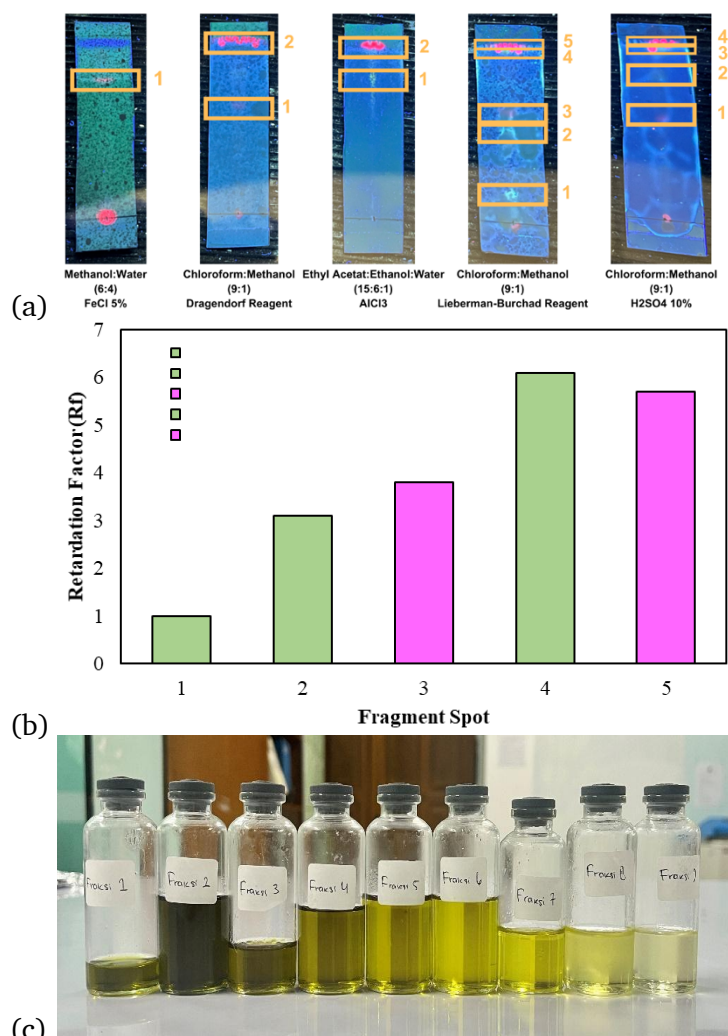 1
2
1
2
1
5
4
3
2
1
4
3
2
1
Methanol:Water
(6:4)
FeCl 5%
Chloroform:Methanol
(9:1)
Dragendorf Reagent
Ethyl Acetat:Ethanol:Water
(15:6:1)
AlCl3
Chloroform:Methanol
(9:1)
Lieberman-Burchad Reagent
Chloroform:Methanol
(9:1)
H2SO4 10%
(a)
7
6
5
4
3
2
1
0
Retardation Factor (Rf)
1 2 3 4 5
Fragment Spot
(b)
Fraksi 1
Fraksi 2
Fraksi 3
Fraksi 4
Fraksi 5
Fraksi 6
Fraksi 7
Fraksi 8
Fraksi
(c)